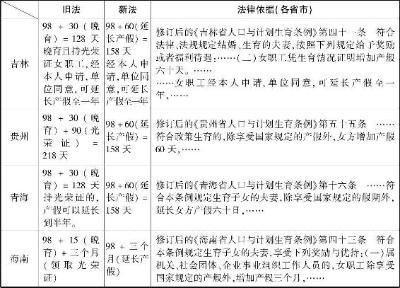 旧法 新法 法律依据(各省市)
吉林
98 + 30(晚
育) = 128 天
晚育且持光荣
证女职工,经
本人申请,单
位同意,可延
长产假至一年
98 +60(延
长产假) =
158 天
经本人申
请,单位同
意,可延长
产假至一年
修订后的《吉林省人口与计划生育条例》第四十一条 符合
法律、法规规定结婚、生育的夫妻,按照下列规定给予奖励
或者福利待遇:……(二)女职工凭生育情况证明增加产假
六十天。……
……女职工经本人申请,单位同意,可延长产假至一
年,……
贵州
98 + 30(晚
育) + 90(光
荣证) =
218 天
98 +60(延
长产假) =
158 天
修订后的《贵州省人口与计划生育条例》第五十五条 ……
符合政策生育的,除享受国家规定的产假外,女方增加产假
60 天,……
青海
98 + 30(晚
育) = 128 天
持光荣证的,
产假可以延长
到半年。
98 +60(延
长产假) =
158 天
修订后的《青海省人口与计划生育条例》第十六条 ……符
合本条例规定生育子女的夫妻,除享受国家规定的假期外,
延长女方产假六十日,……
海南
98 + 15(晚
育) +三个月
(领取光荣
证)
98 + 三个
月(延长产
假)
修订后的《海南省人口与计划生育条例》第四十三条 符合
本条例规定生育子女的夫妻,享受下列奖励与优待:(一)属
机关、社会团体、企业事业组织工作人员的,女职工除享受
国家规定的产假外,增加产假三个月,……